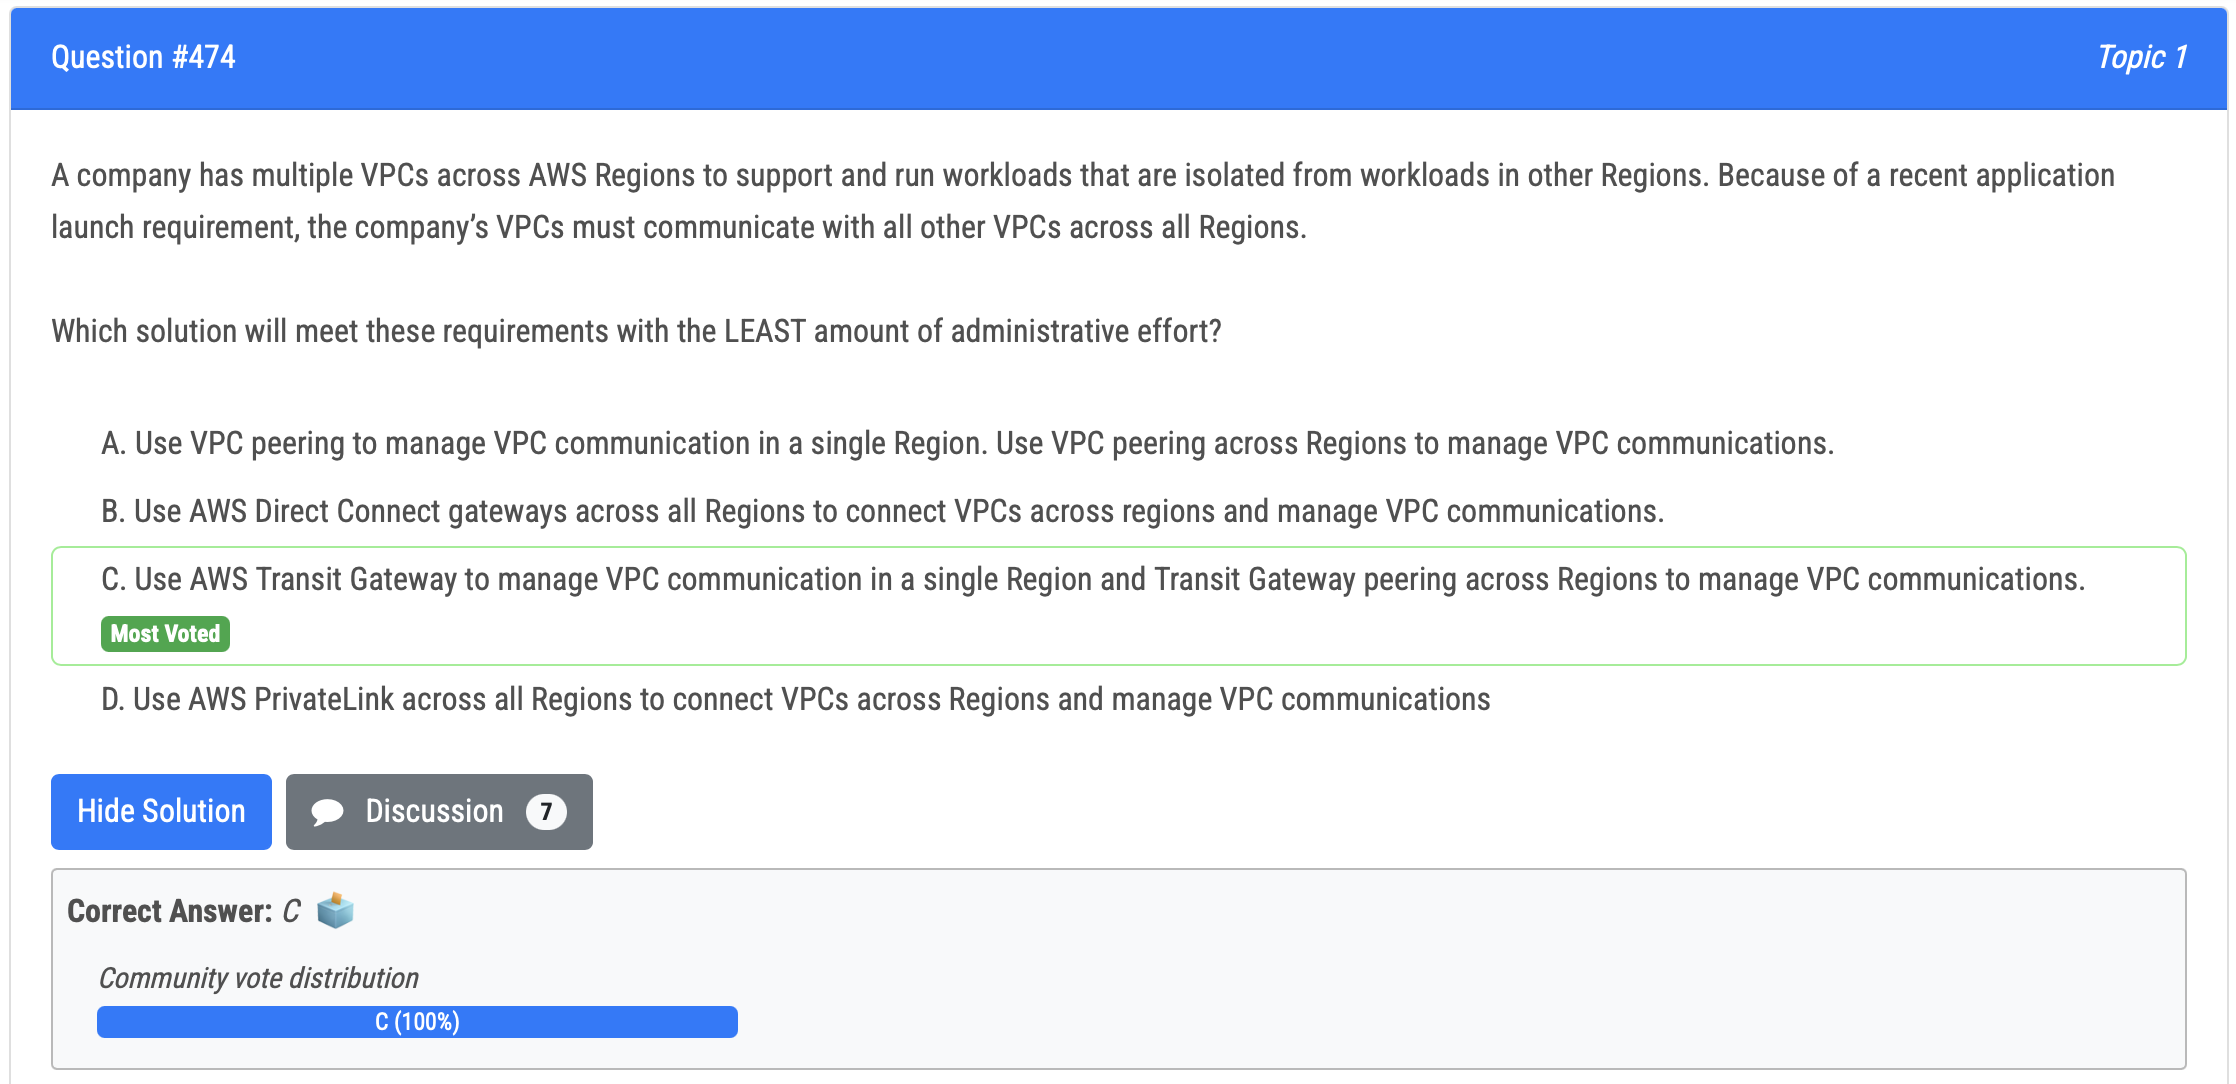 Question #474
Topic 1
A company has multiple VPCs across AWS Regions to support and run workloads that are isolated from workloads in other Regions. Because of a recent application
launch requirement, the company’s VPCs must communicate with all other VPCs across all Regions.
Which solution will meet these requirements with the LEAST amount of administrative effort?
A. Use VPC peering to manage VPC communication in a single Region. Use VPC peering across Regions to manage VPC communications.
B. Use AWS Direct Connect gateways across all Regions to connect VPCs across regions and manage VPC communications.
C. Use AWS Transit Gateway to manage VPC communication in a single Region and Transit Gateway peering across Regions to manage VPC communications.
Most Voted
D. Use AWS PrivateLink across all Regions to connect VPCs across Regions and manage VPC communications
Hide Solution
Discussion 7
Correct Answer: C
Community vote distribution
C (100%)